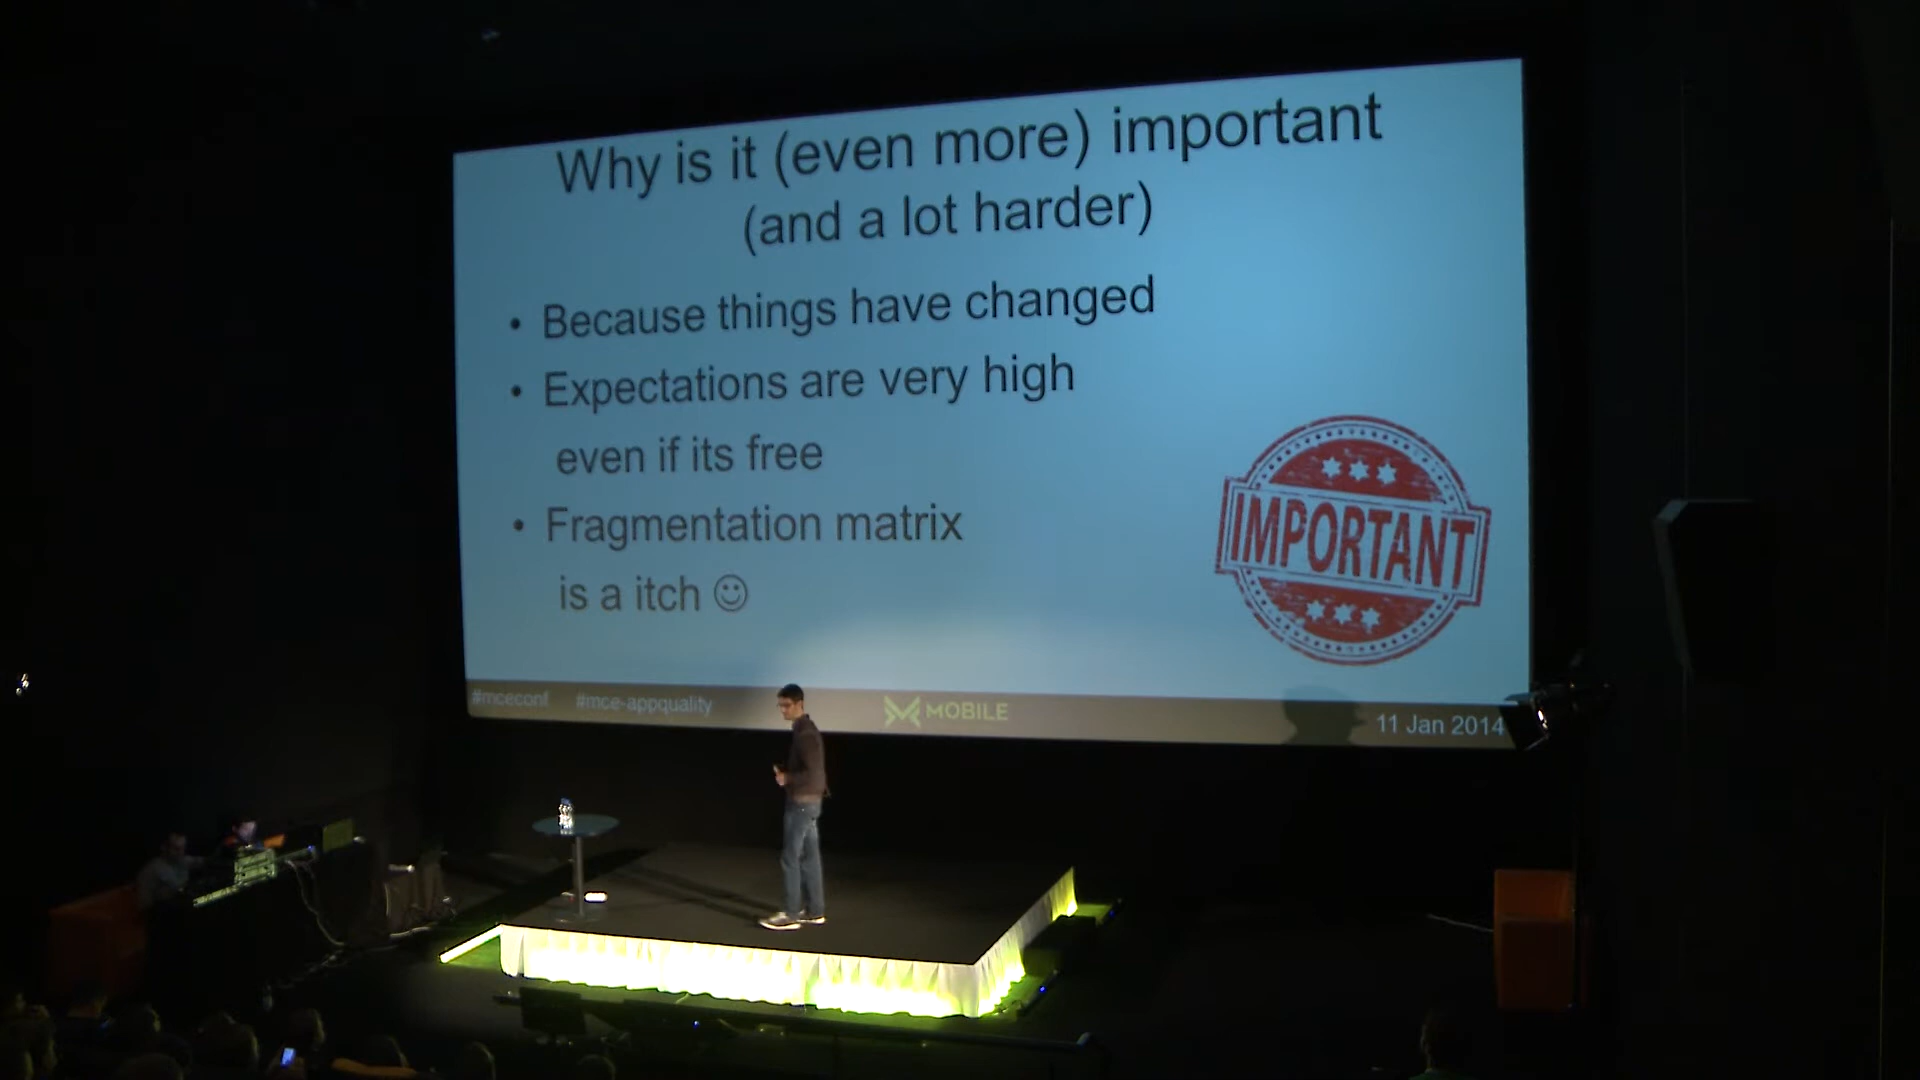 Why is it (even more) important
(and a lot harder)
• Because things have changed
• Expectations are very high
even if its free
• Fragmentation matrix
is a itch ☺
IMPORTANT
#mceconf #mce-appquality MOBILE 11 Jan 2014